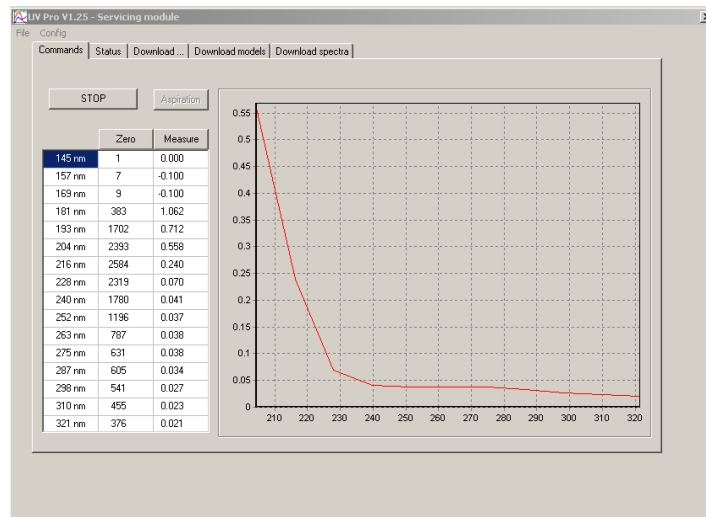 UV Pro V1.25 - Servicing module
File Config
Commands Status Download ... Download models Download spectra
STOP Aspiration
Zero Measure
145 nm 1 0.000
157 nm 7 -0.100
169 nm 9 -0.100
181 nm 383 1.062
193 nm 1702 0.712
204 nm 2393 0.558
216 nm 2584 0.240
228 nm 2319 0.070
240 nm 1780 0.041
252 nm 1196 0.037
263 nm 787 0.038
275 nm 631 0.038
287 nm 605 0.034
298 nm 541 0.027
310 nm 455 0.023
321 nm 376 0.021
0.55
0.5
0.45
0.4
0.35
0.3
0.25
0.2
0.15
0.1
0.05
0
210 220 230 240 250 260 270 280 290 300 310 320